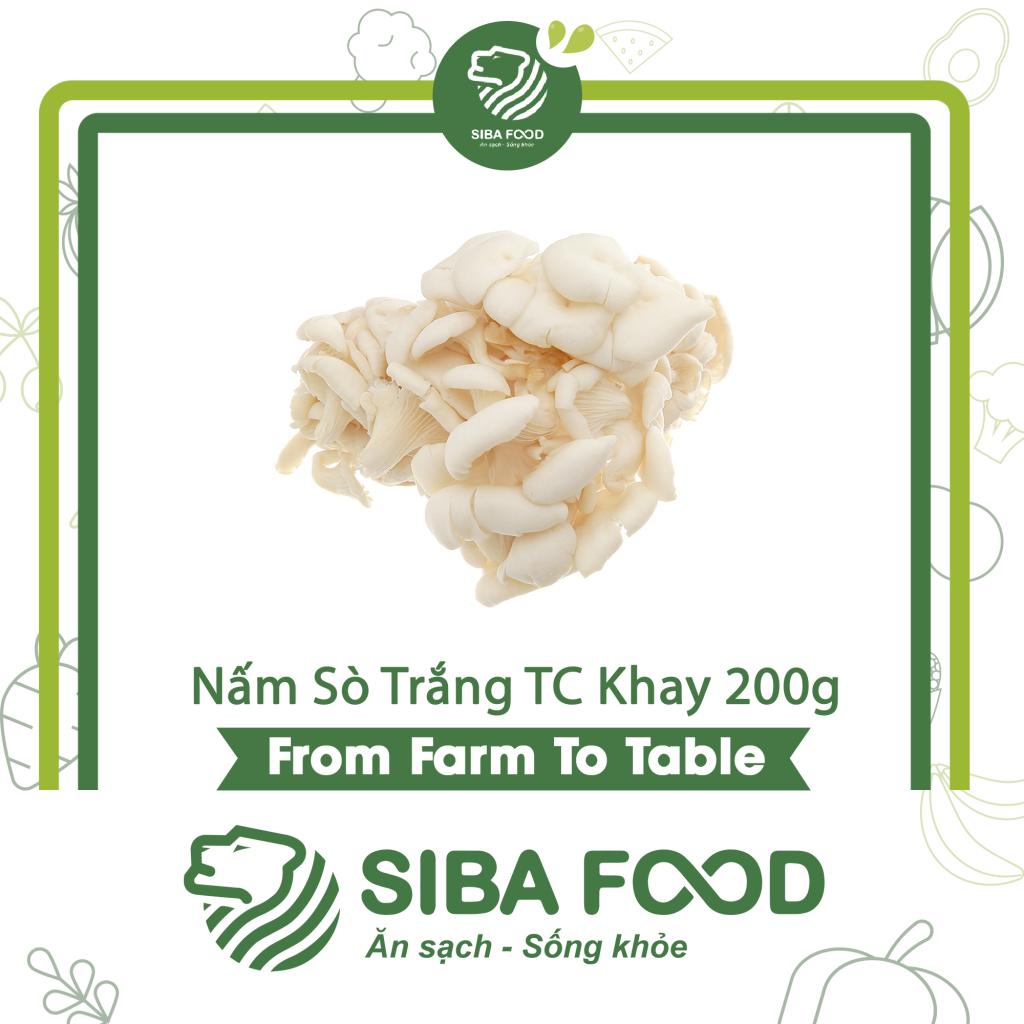 SIBA FOOD
Ăn sạch - Sống khỏe
Nấm Sò Trắng TC Khay 200g
From Farm To Table
SIBA FOOD
Ăn sạch - Sống khỏe